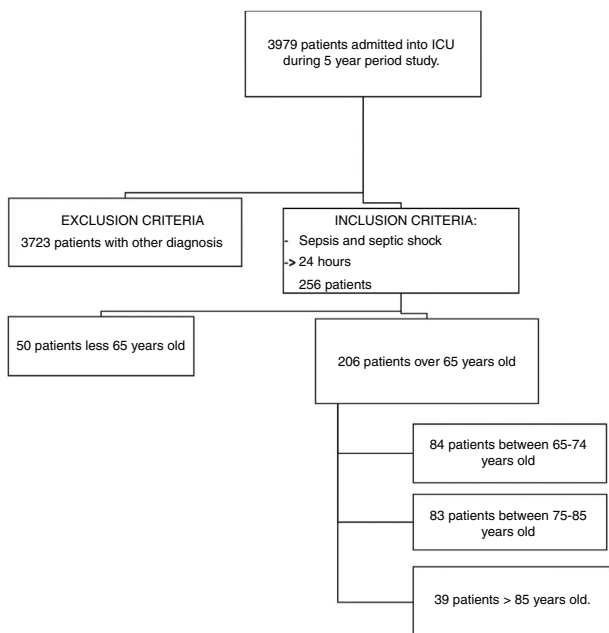 3979 patients admitted into ICU
during 5 year period study.
EXCLUSION CRITERIA
3723 patients with other diagnosis
INCLUSION CRITERIA:
- Sepsis and septic shock
-> 24 hours
256 patients
50 patients less 65 years old
206 patients over 65 years old
84 patients between 65-74
years old
83 patients between 75-85
years old
39 patients > 85 years old.